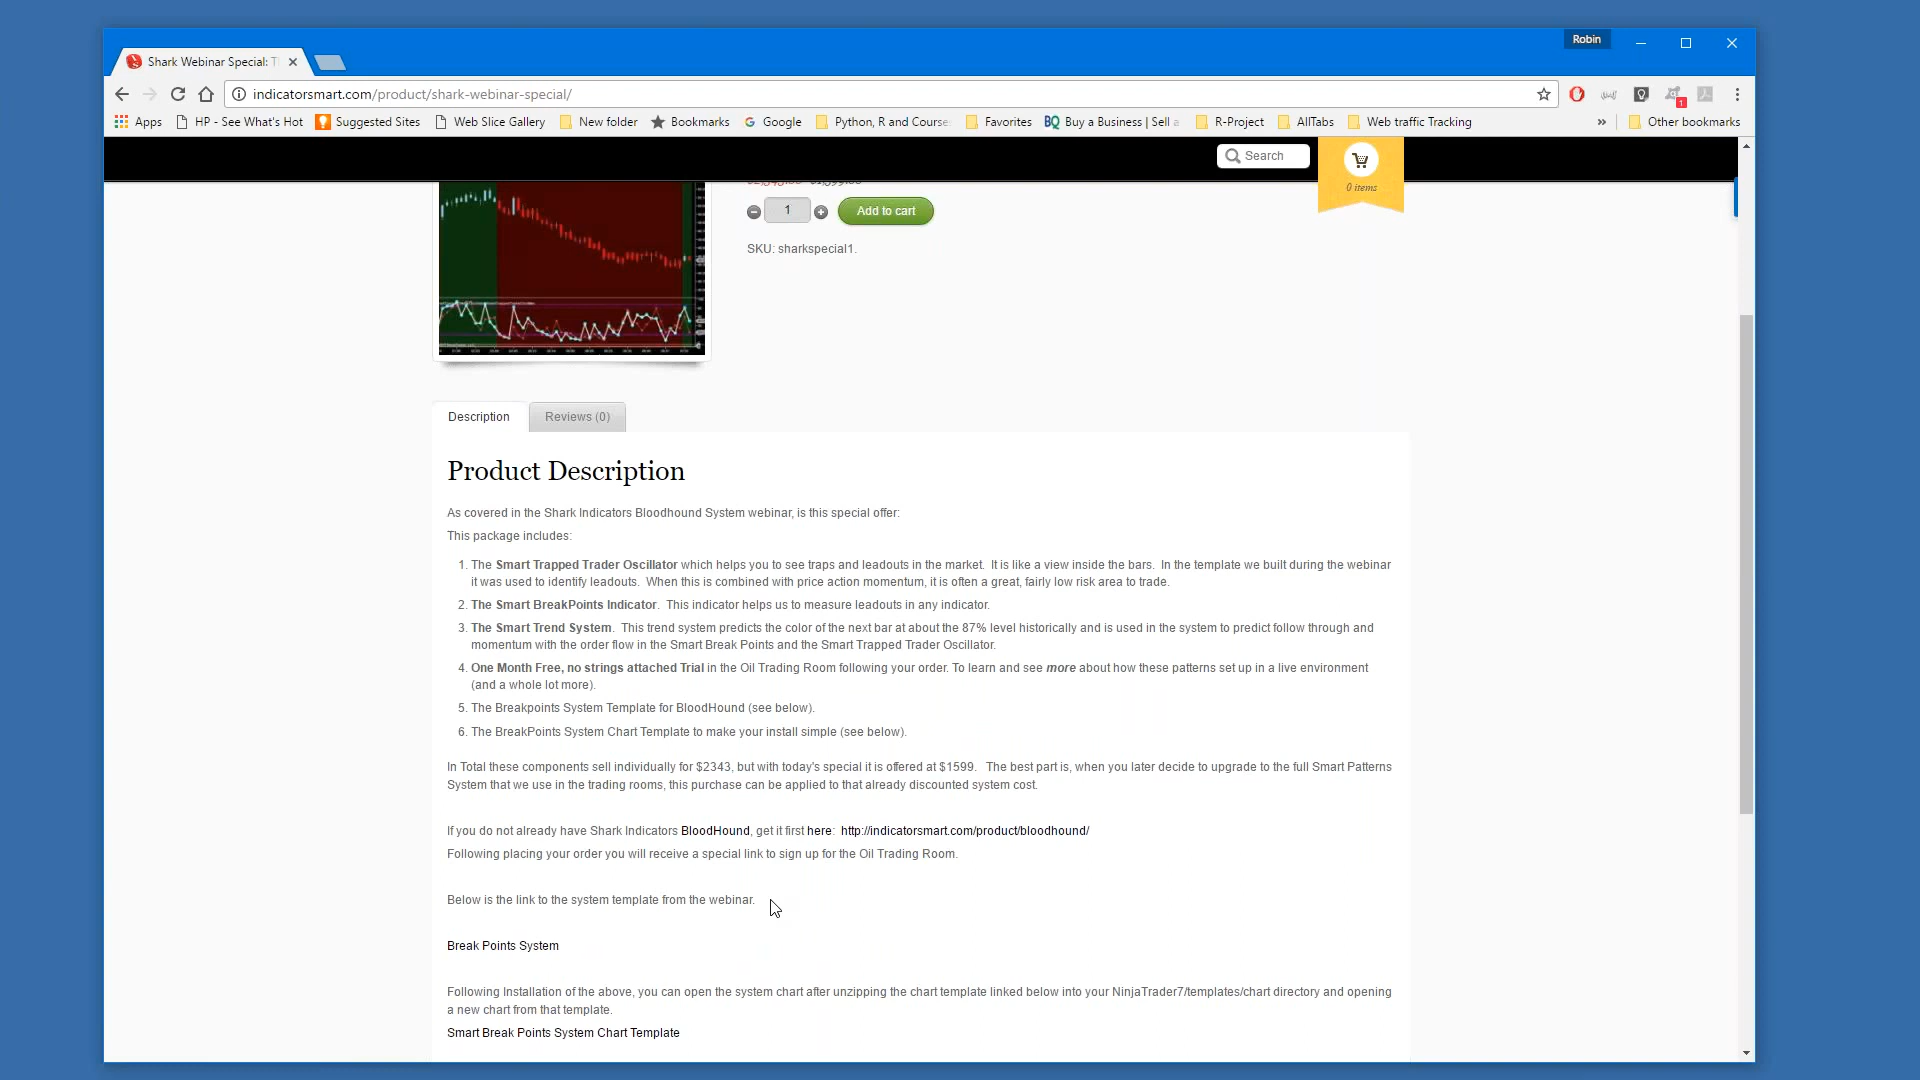 Robin
Shark Webinar Special: T
indicatorsmart.com/product/shark-webinar-special/
Apps HP - See What's Hot Suggested Sites Web Slice Gallery New folder Bookmarks Google Python, R and Course BQ Favorites Buy a Business | Sell a R-Project AllTabs Web traffic Tracking » Other bookmarks
Search
0 items
1 Add to cart
SKU: sharkspecial1.
Description Reviews (0)
Product Description
As covered in the Shark Indicators Bloodhound System webinar, is this special offer:
This package includes:
1. The Smart Trapped Trader Oscillator which helps you to see traps and leadouts in the market. It is like a view inside the bars. In the template we built during the webinar
it was used to identify leadouts. When this is combined with price action momentum, it is often a great, fairly low risk area to trade.
2. The Smart BreakPoints Indicator. This indicator helps us to measure leadouts in any indicator.
3. The Smart Trend System. This trend system predicts the color of the next bar at about the 87% level historically and is used in the system to predict follow through and
momentum with the order flow in the Smart Break Points and the Smart Trapped Trader Oscillator.
4. One Month Free, no strings attached Trial in the Oil Trading Room following your order. To learn and see more about how these patterns set up in a live environment
(and a whole lot more).
5. The Breakpoints System Template for BloodHound (see below).
6. The BreakPoints System Chart Template to make your install simple (see below).
In Total these components sell individually for $2343, but with today's special it is offered at $1599. The best part is, when you later decide to upgrade to the full Smart Patterns
System that we use in the trading rooms, this purchase can be applied to that already discounted system cost.
If you do not already have Shark Indicators BloodHound, get it first here: http://indicatorsmart.com/product/bloodhound/
Following placing your order you will receive a special link to sign up for the Oil Trading Room.
Below is the link to the system template from the webinar.
Break Points System
Following Installation of the above, you can open the system chart after unzipping the chart template linked below into your NinjaTrader7/templates/chart directory and opening
a new chart from that template.
Smart Break Points System Chart Template